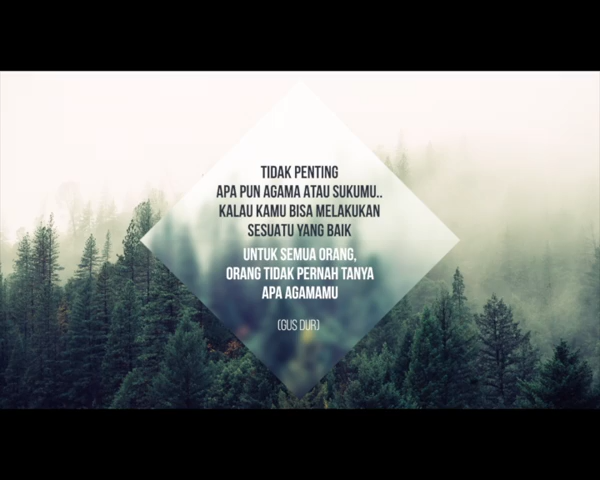 TIDAK PENTING
APA PUN AGAMA ATAU SUKUMU..
KALAU KAMU BISA MELAKUKAN
SESUATU YANG BAIK
UNTUK SEMUA ORANG,
ORANG TIDAK PERNAH TANYA
APA AGAMAMU
(GUS DUR)